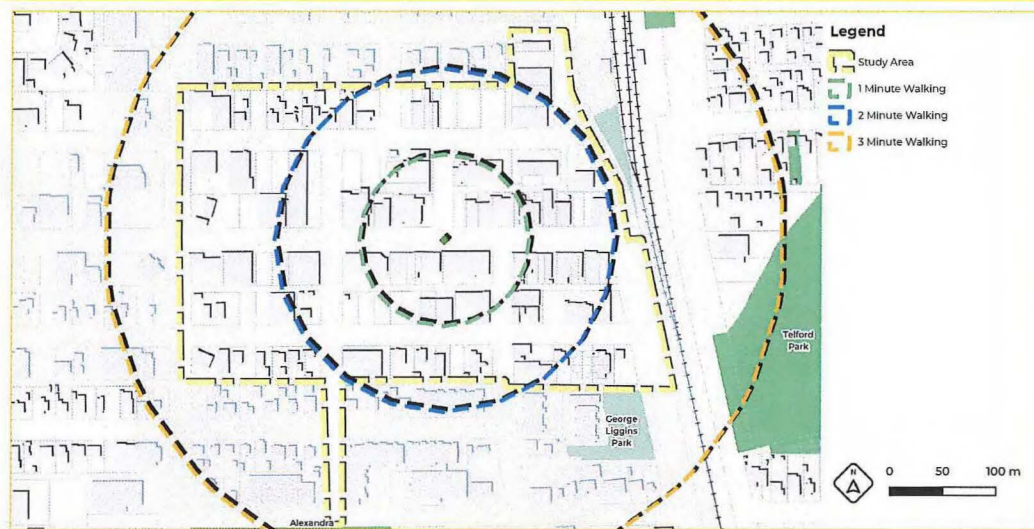 Legend
Study Area
1 Minute Walking
2 Minute Walking
3 Minute Walking
Telford
Park
George
Liggins
Park
N
0 50 100 m
Alexandra